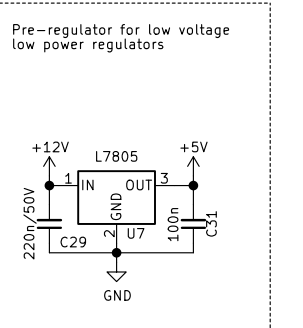 Pre-regulator for low voltage
low power regulators
+12V
+5V
L7805
1
IN
OUT
3
GND
2
U7
220n/50V
C29
100n
C31
GND